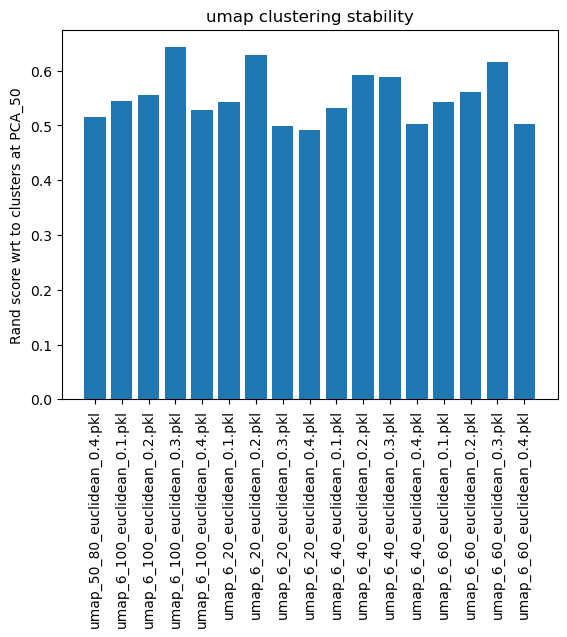 umap clustering stability
Rand score wrt to clusters at PCA_50
0.6
0.5
0.4
0.3
0.2
0.1
0.0
umap_50_80_euclidean_0.4.pkl
umap_6_100_euclidean_0.1.pkl
umap_6_100_euclidean_0.2.pkl
umap_6_100_euclidean_0.3.pkl
umap_6_100_euclidean_0.4.pkl
umap_6_20_euclidean_0.1.pkl
umap_6_20_euclidean_0.2.pkl
umap_6_20_euclidean_0.3.pkl
umap_6_20_euclidean_0.4.pkl
umap_6_40_euclidean_0.1.pkl
umap_6_40_euclidean_0.2.pkl
umap_6_40_euclidean_0.3.pkl
umap_6_40_euclidean_0.4.pkl
umap_6_60_euclidean_0.1.pkl
umap_6_60_euclidean_0.2.pkl
umap_6_60_euclidean_0.3.pkl
umap_6_60_euclidean_0.4.pkl